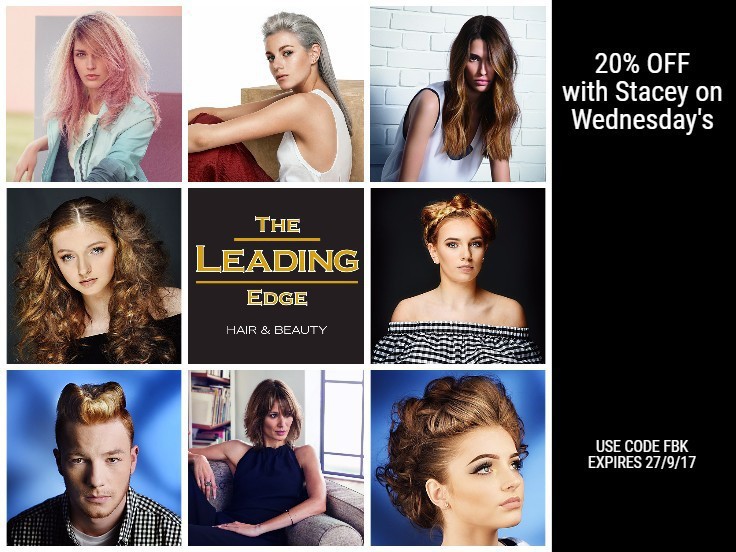 THE
LEADING
EDGE
HAIR & BEAUTY
20% OFF
with Stacey on
Wednesday's
USE CODE FBK
EXPIRES 27/9/17